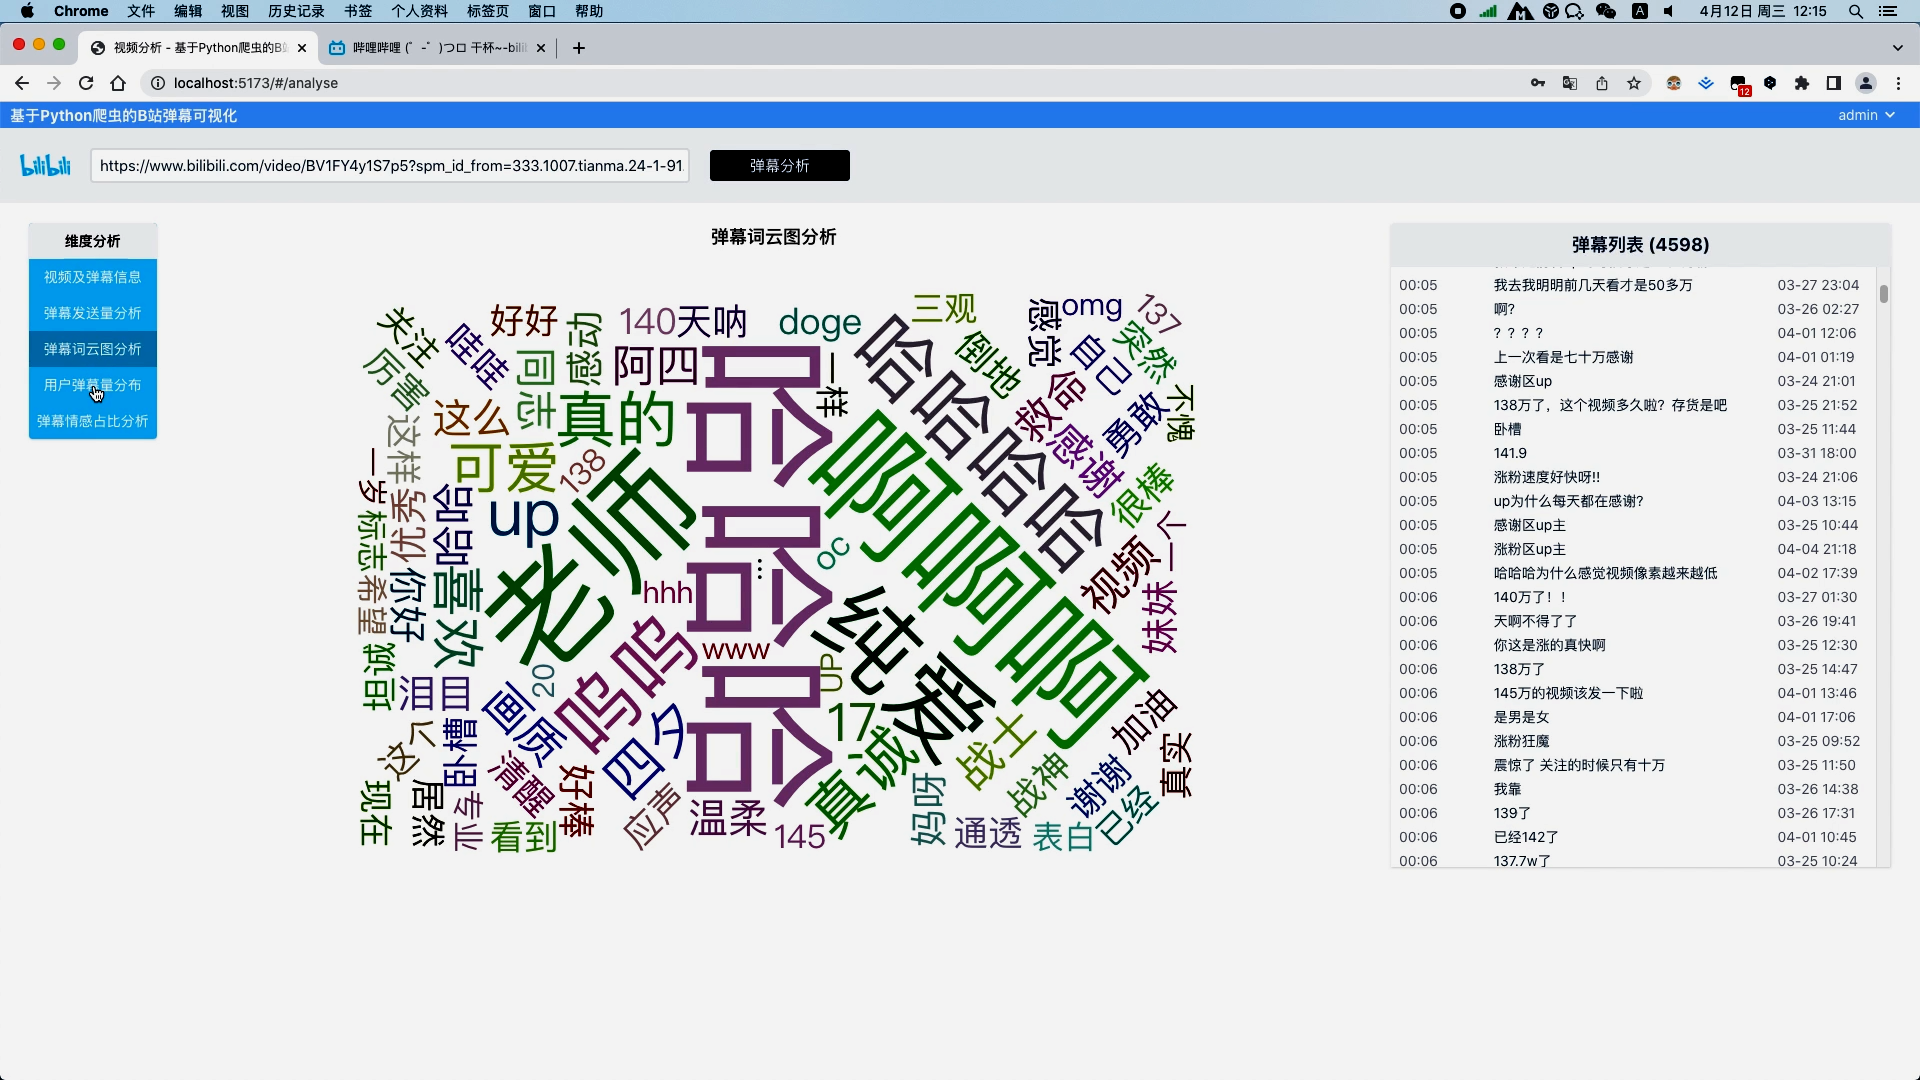 Chrome 文件 编辑 视图 历史记录 书签 个人资料 标签页 窗口 帮助
4月12日 周三 12:15
视频分析 - 基于Python爬虫的B站
哔哩哔哩 (゜-゜)つロ 干杯~-bili
localhost:5173/#/analyse
12
基于Python爬虫的B站弹幕可视化
admin
bilibili
https://www.bilibili.com/video/BV1FY4y1S7p5?spm_id_from=333.1007.tianma.24-1-91.
弹幕分析
维度分析
视频及弹幕信息
弹幕发送量分析
弹幕词云图分析
用户弹幕量分布
弹幕情感占比分析
弹幕词云图分析
关注
厉害
哇哇
好好
同志
感动
140
天呐
阿四
doge
一样
三观
哈哈哈哈哈
倒地
感觉
omg
自己
137
突然
救命
感谢
勇敢
不愧
很棒
这么
真的
可爱
138
这样
一岁
优秀
哈哈
up
标志
老师
哈哈哈
啊啊啊啊
...
oc
hhh
www
视频
一个
妹妹
希望
你好
喜欢
坦诚
泪目
20
画质
呜呜
四夕
UP
纯爱
17
真诚
战士
战神
加油
真实
谢谢
已经
这个
卧槽
清醒
好棒
应声
温柔
145
妈呀
通透
表白
现在
居然
业专
看到
弹幕列表 (4598)
00:05 我去我明明前几天看才是50多万 03-27 23:04
00:05 啊? 03-26 02:27
00:05 ? ? ? ? 04-01 12:06
00:05 上一次看是七十万感谢 04-01 01:19
00:05 感谢区up 03-24 21:01
00:05 138万了，这个视频多久啦？存货是吧 03-25 21:52
00:05 卧槽 03-25 11:44
00:05 141.9 03-31 18:00
00:05 涨粉速度好快呀!! 03-24 21:06
00:05 up为什么每天都在感谢? 04-03 13:15
00:05 感谢区up主 03-25 10:44
00:05 涨粉区up主 04-04 21:18
00:05 哈哈哈为什么感觉视频像素越来越低 04-02 17:39
00:06 140万了！！ 03-27 01:30
00:06 天啊不得了了 03-26 19:41
00:06 你这是涨的真快啊 03-25 12:30
00:06 138万了 03-25 14:47
00:06 145万的视频该发一下啦 04-01 13:46
00:06 是男是女 04-01 17:06
00:06 涨粉狂魔 03-25 09:52
00:06 震惊了 关注的时候只有十万 03-25 11:50
00:06 我靠 03-26 14:38
00:06 139了 03-26 17:31
00:06 已经142了 04-01 10:45
00:06 137.7w了 03-25 10:24